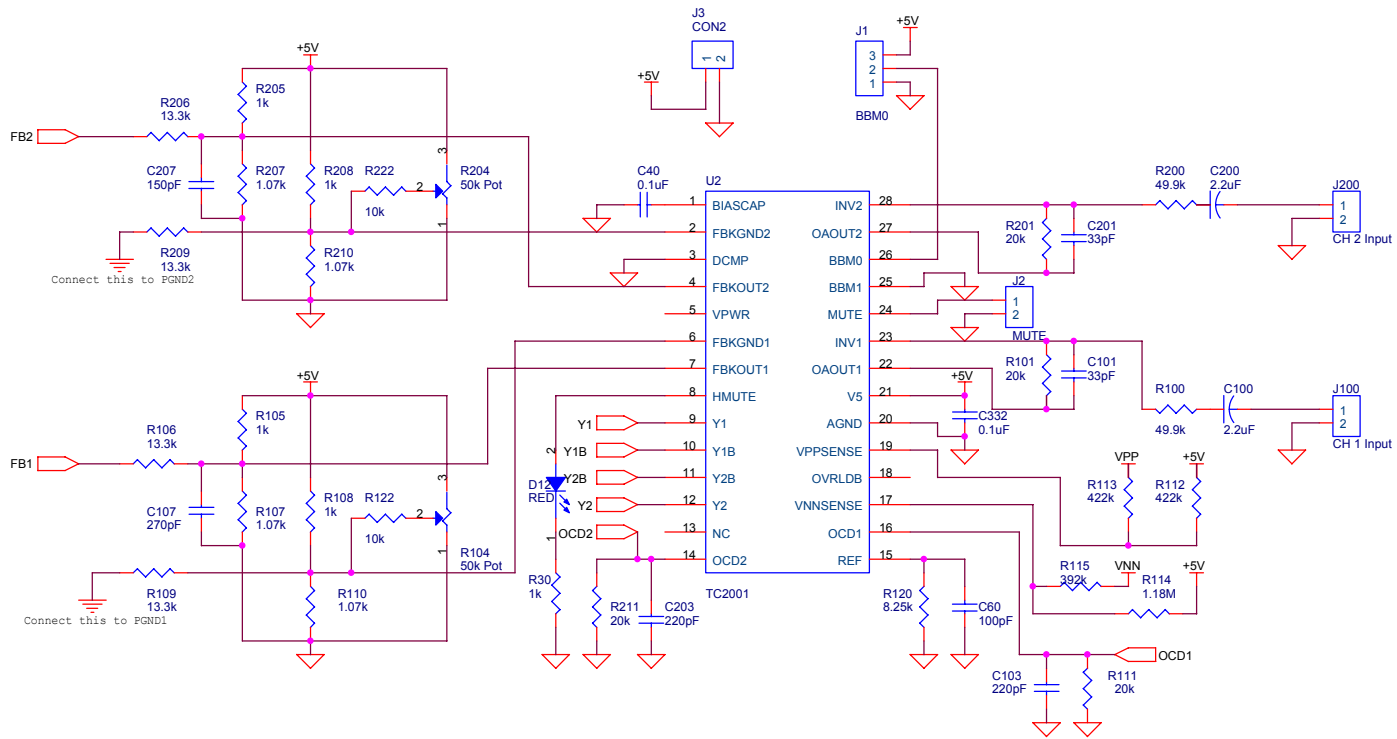 J3
CON2
1
2
+5V
J1
+5V
3
2
1
BBM0
+5V
R205
1k
R206
13.3k
FB2
C207
150pF
R207
1.07k
R208
1k
R222
10k
2
3
1
R204
50k Pot
R209
13.3k
Connect this to PGND2
R210
1.07k
C40
0.1uF
U2
1 BIASCAP
2 FBKGND2
3 DCMP
4 FBKOUT2
5 VPWR
6 FBKGND1
7 FBKOUT1
8 HMUTE
9 Y1
10 Y1B
11 Y2B
12 Y2
13 NC
14 OCD2
INV2 28
OAOUT2 27
BBM0 26
BBM1 25
MUTE 24
INV1 23
OAOUT1 22
V5 21
AGND 20
VPPSENSE 19
OVRLDB 18
VNNSENSE 17
OCD1 16
REF 15
TC2001
R200
49.9k
C200
2.2uF
J200
1
2
CH 2 Input
R201
20k
C201
33pF
J2
1
2
MUTE
R101
20k
C101
33pF
+5V
C332
0.1uF
R100
49.9k
C100
2.2uF
J100
1
2
CH 1 Input
VPP
+5V
R113
422k
R112
422k
R115
392k
VNN
R114
1.18M
+5V
R120
8.25k
C60
100pF
OCD1
C103
220pF
R111
20k
+5V
R105
1k
R106
13.3k
FB1
C107
270pF
R107
1.07k
R108
1k
R122
10k
2
3
1
R104
50k Pot
R109
13.3k
Connect this to PGND1
R110
1.07k
Y1
Y1B
Y2B
Y2
OCD2
2
D12
RED
1
R30
1k
R211
20k
C203
220pF